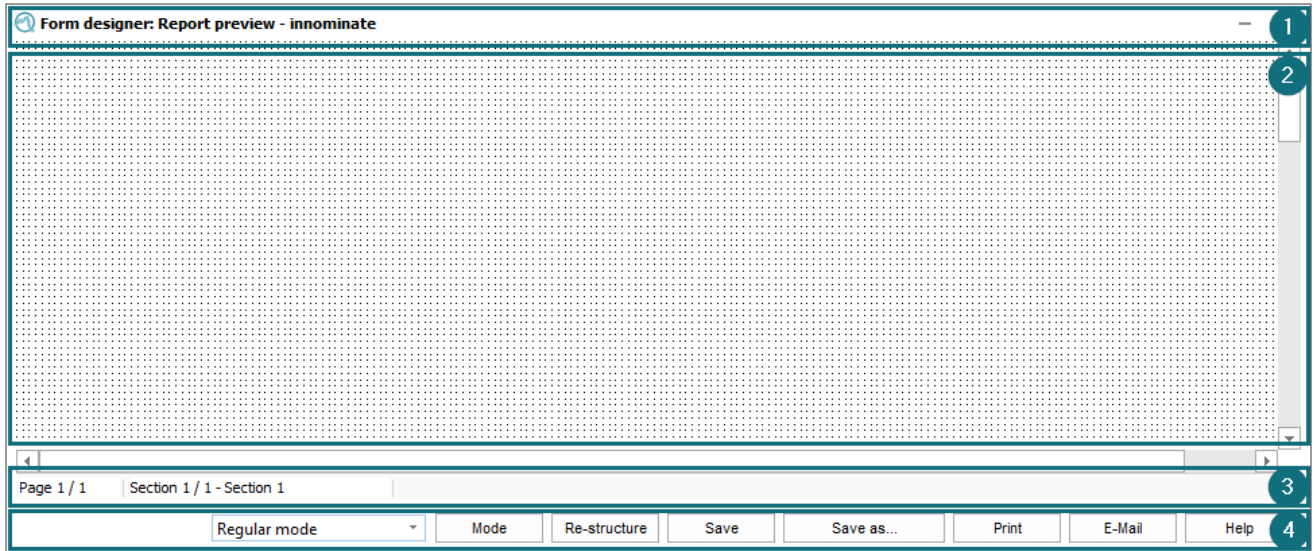 Form designer: Report preview - innominate
1
2
Page 1 / 1 Section 1 / 1 - Section 1
3
Regular mode Mode Re-structure Save Save as... Print E-Mail Help
4